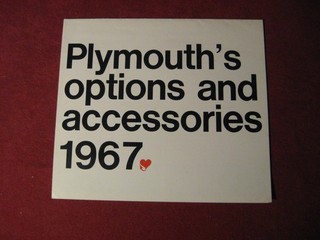 Plymouth's
options and
accessories
1967